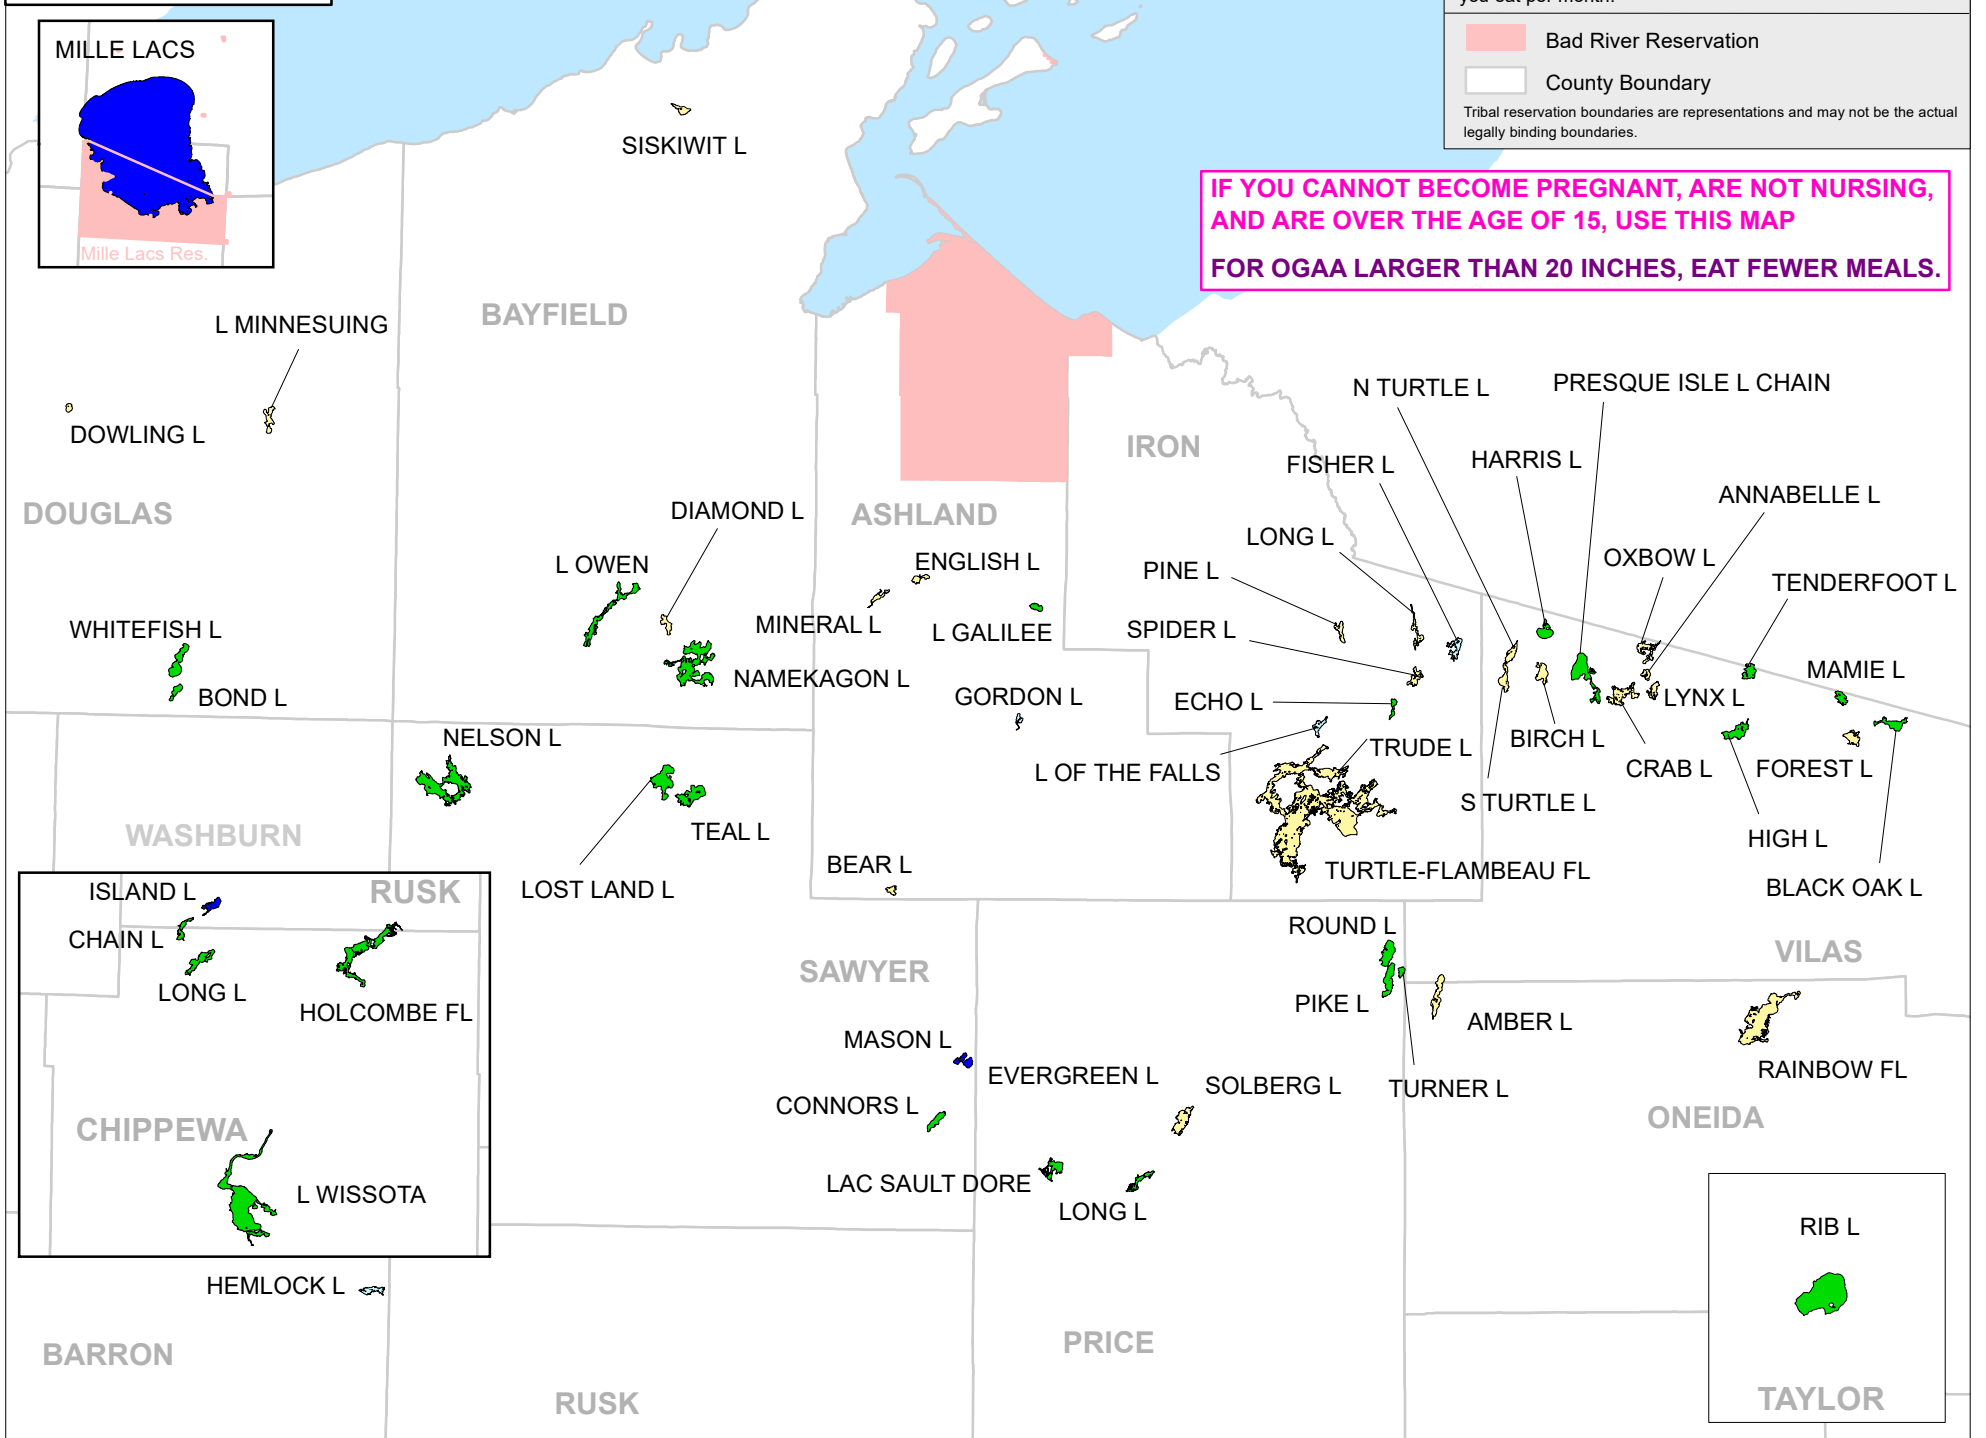 MILLE LACS
Mille Lacs Res.
Bad River Reservation
County Boundary
Tribal reservation boundaries are representations and may not be the actual
legally binding boundaries.
SISKIWIT L
IF YOU CANNOT BECOME PREGNANT, ARE NOT NURSING,
AND ARE OVER THE AGE OF 15, USE THIS MAP
FOR OGAA LARGER THAN 20 INCHES, EAT FEWER MEALS.
BAYFIELD
L MINNESUING
DOWLING L
DOUGLAS
N TURTLE L
PRESQUE ISLE L CHAIN
IRON
FISHER L
HARRIS L
ANNABELLE L
DIAMOND L
ASHLAND
LONG L
OXBOW L
L OWEN
ENGLISH L
PINE L
TENDERFOOT L
WHITEFISH L
MINERAL L
L GALILEE
SPIDER L
MAMIE L
BOND L
NAMEKAGON L
GORDON L
ECHO L
LYNX L
NELSON L
TRUDE L
BIRCH L
L OF THE FALLS
CRAB L
FOREST L
S TURTLE L
WASHBURN
TEAL L
HIGH L
BEAR L
TURTLE-FLAMBEAU FL
LOST LAND L
BLACK OAK L
ISLAND L
RUSK
CHAIN L
LONG L
HOLCOMBE FL
CHIPPEWA
L WISSOTA
ROUND L
VILAS
SAWYER
PIKE L
AMBER L
MASON L
EVERGREEN L
RAINBOW FL
SOLBERG L
TURNER L
CONNORS L
ONEIDA
LAC SAULT DORE
LONG L
RIB L
HEMLOCK L
BARRON
PRICE
RUSK
TAYLOR